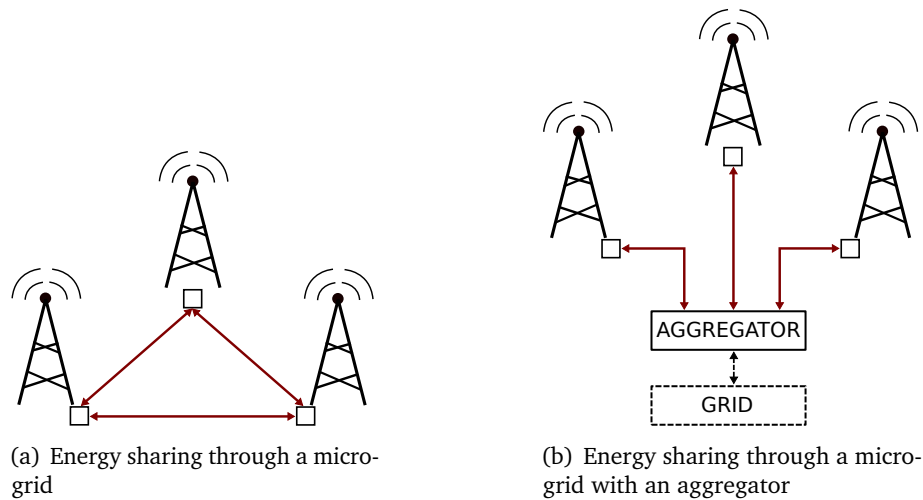 AGGREGATOR
GRID
(a) Energy sharing through a micro-
grid
(b) Energy sharing through a micro-
grid with an aggregator